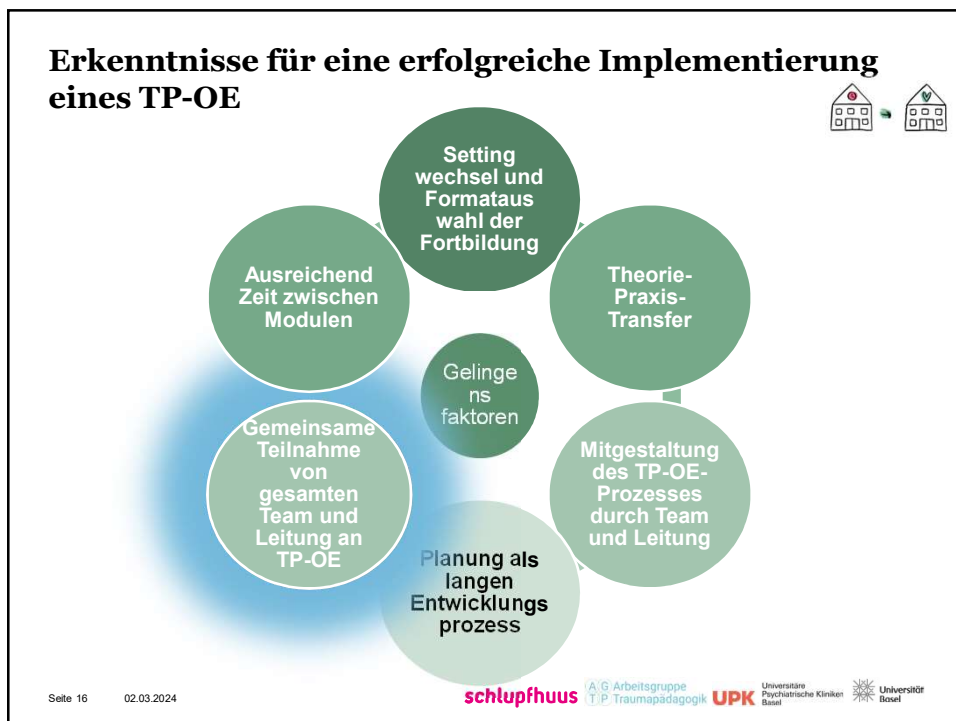 Erkenntnisse für eine erfolgreiche Implementierung
eines TP-OE
Setting
wechsel und
Formataus
wahl der
Fortbildung
Theorie-
Praxis-
Transfer
Mitgestaltung
des TP-OE-
Prozesses
durch Team
und Leitung
Planung als
langen
Entwicklungs
prozess
Gemeinsame
Teilnahme
von
gesamten
Team und
Leitung an
TP-OE
Ausreichend
Zeit zwischen
Modulen
Gelinge
ns
faktoren
Seite 16 02.03.2024
schlupfhuus
A G Arbeitsgruppe
T P Traumapädagogik
UPK
Universitäre
Psychiatrische Kliniken
Basel
Universität
Basel